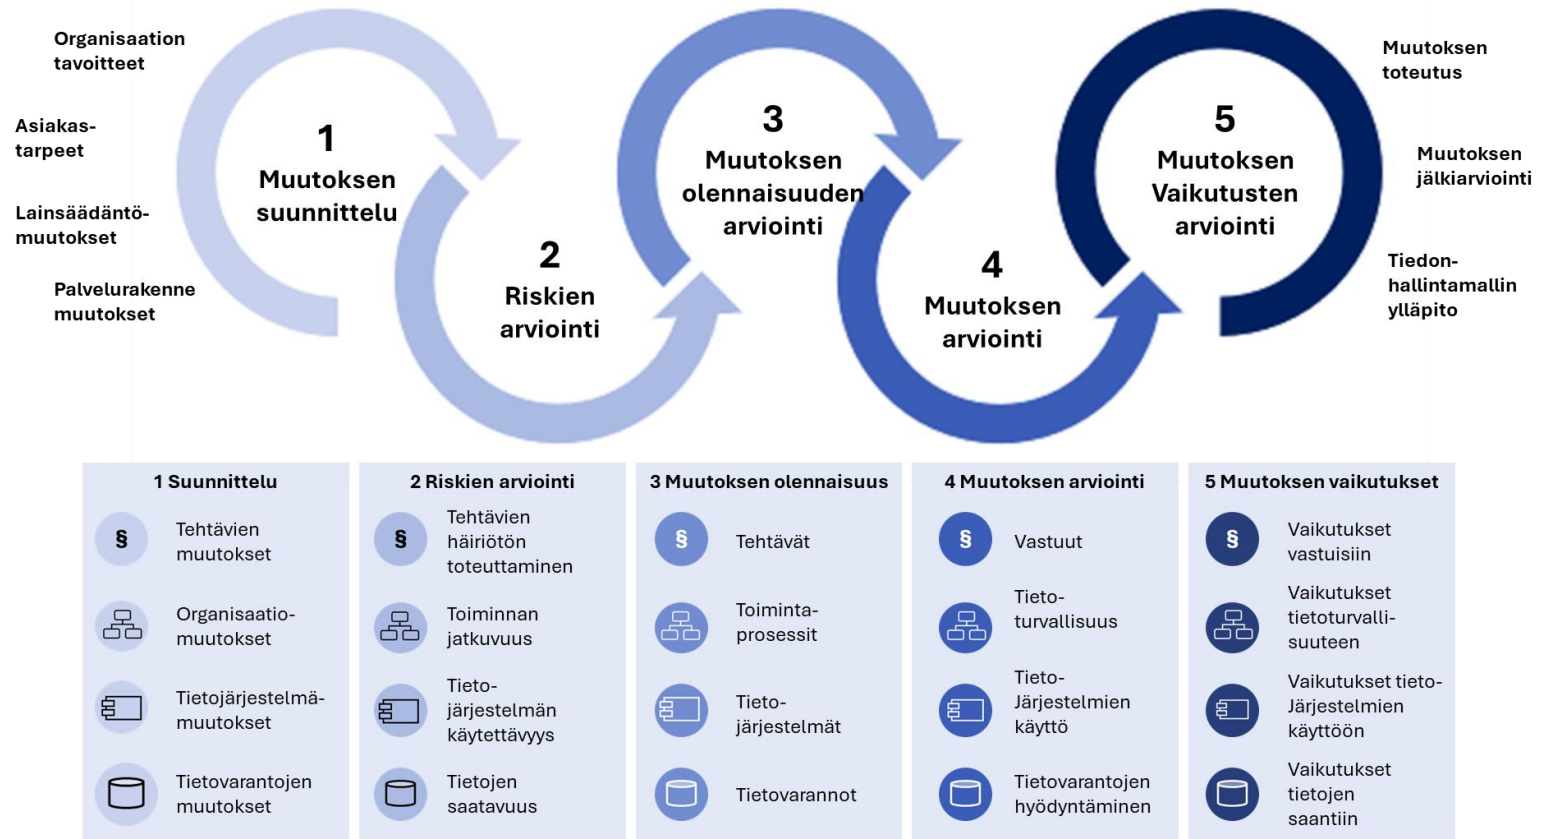 Organisaation
tavoitteet
Asiakas-
tarpeet
Lainsäädäntö-
muutokset
Palvelurakenne
muutokset
1
Muutoksen
suunnittelu
2
Riskien
arviointi
3
Muutoksen
olennaisuuden
arviointi
4
Muutoksen
arviointi
5
Muutoksen
Vaikutusten
arviointi
Muutoksen
toteutus
Muutoksen
jälkiarviointi
Tiedon-
hallintamallin
ylläpito
1 Suunnittelu
§
Tehtävien
muutokset
Organisaatio-
muutokset
Tietojärjestelmä-
muutokset
Tietovarantojen
muutokset
2 Riskien arviointi
§
Tehtävien
häiriötön
toteuttaminen
Toiminnan
jatkuvuus
Tieto-
järjestelmän
käytettävyys
Tietojen
saatavuus
3 Muutoksen olennaisuus
§
Tehtävät
Toiminta-
prosessit
Tieto-
järjestelmät
Tietovarannot
4 Muutoksen arviointi
§
Vastuut
Tieto-
turvallisuus
Tieto-
Järjestelmien
käyttö
Tietovarantojen
hyödyntäminen
5 Muutoksen vaikutukset
§
Vaikutukset
vastuisiin
Vaikutukset
tietoturvalli-
suuteen
Vaikutukset tieto-
Järjestelmien
käyttöön
Vaikutukset
tietojen
saantiin